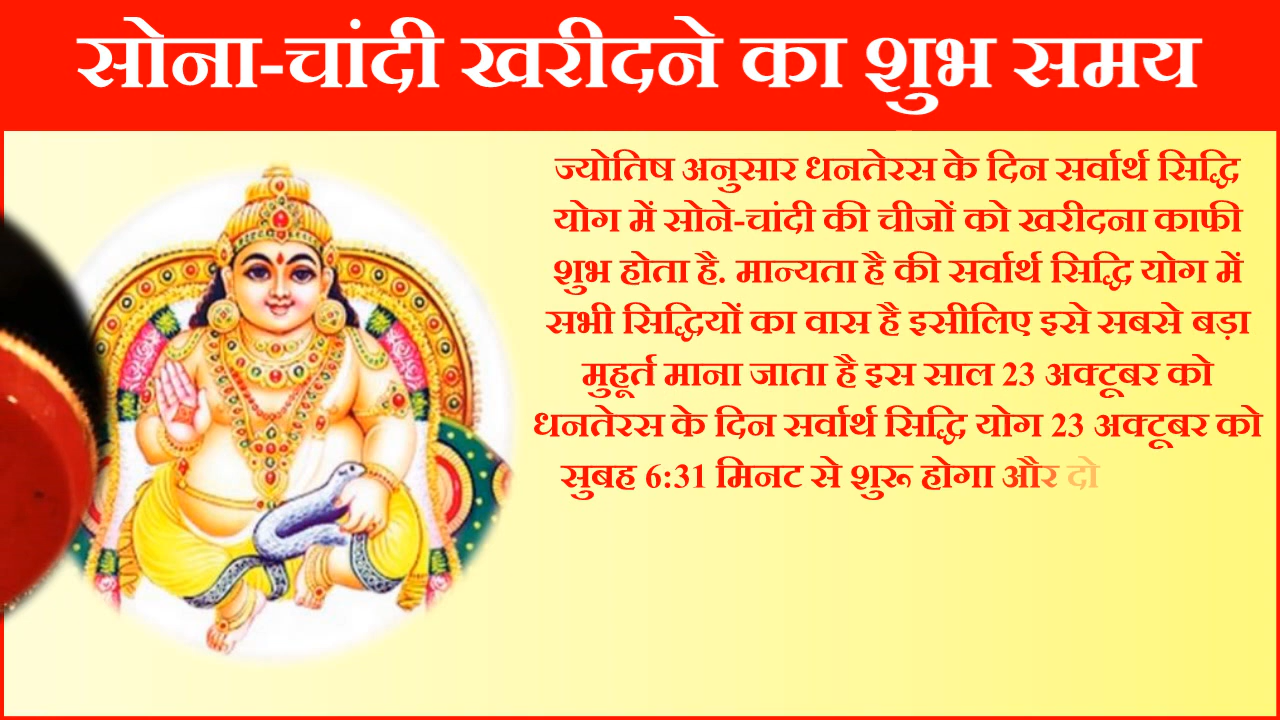 सोना-चांदी खरीदने का शुभ समय
ज्योतिष अनुसार धनतेरस के दिन सर्वार्थ सिद्धि
योग में सोने-चांदी की चीजों को खरीदना काफी
शुभ होता है. मान्यता है की सर्वार्थ सिद्धि योग में
सभी सिद्धियों का वास है इसीलिए इसे सबसे बड़ा
मुहूर्त माना जाता है इस साल 23 अक्टूबर को
धनतेरस के दिन सर्वार्थ सिद्धि योग 23 अक्टूबर को
सुबह 6:31 मिनट से शुरू होगा और दो